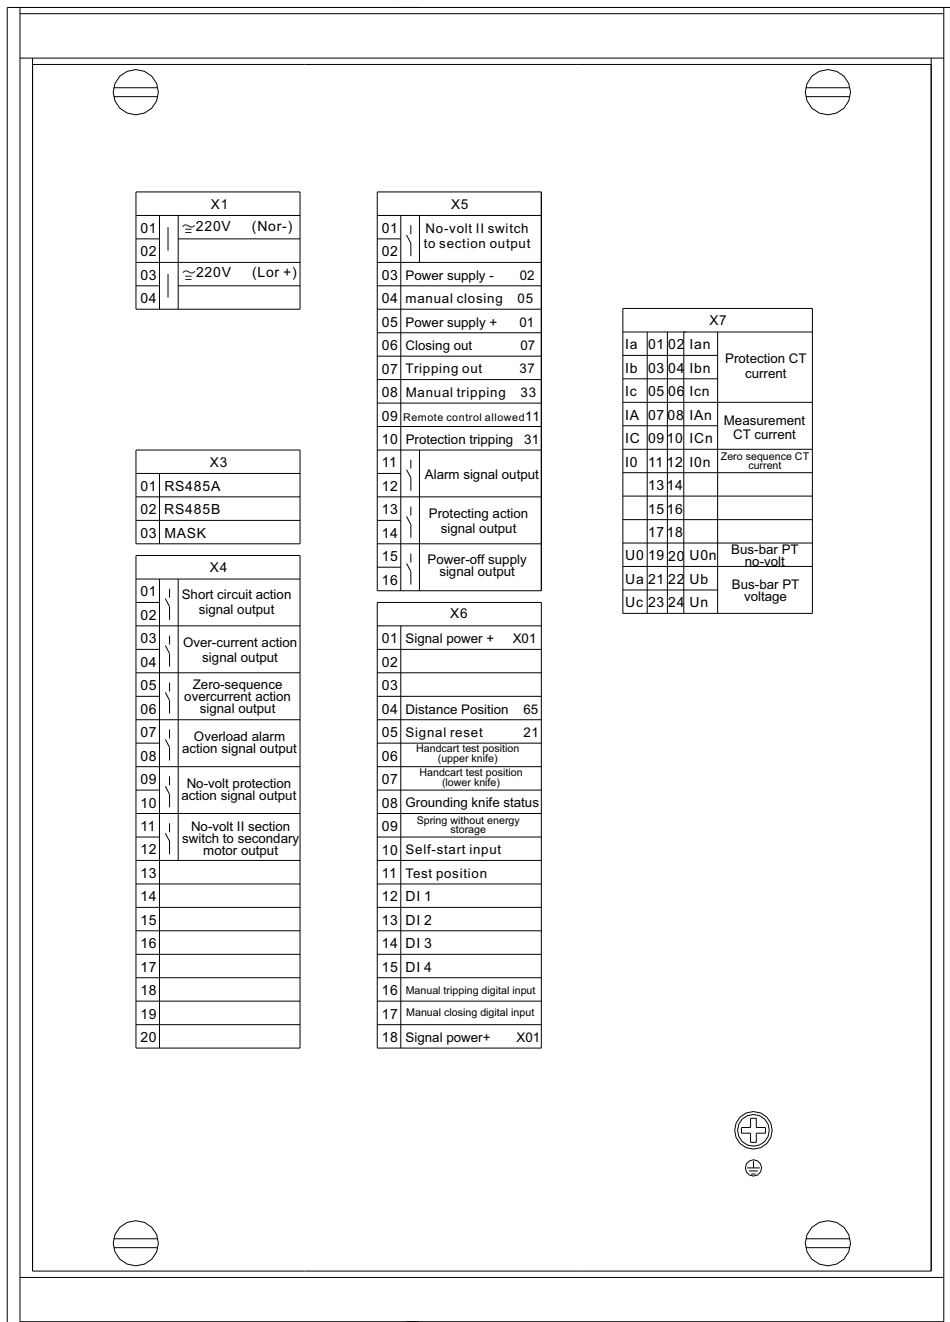 X1
01 ≃220V (Nor-)
02
03 ≃220V (Lor +)
04
X3
01 RS485A
02 RS485B
03 MASK
X4
01 Short circuit action
02 signal output
03 Over-current action
04 signal output
05 Zero-sequence
overcurrent action
06 signal output
07 Overload alarm
08 action signal output
09 No-volt protection
10 action signal output
11 No-volt II section
switch to secondary
12 motor output
13
14
15
16
17
18
19
20
X5
01 No-volt II switch
02 to section output
03 Power supply - 02
04 manual closing 05
05 Power supply + 01
06 Closing out 07
07 Tripping out 37
08 Manual tripping 33
09 Remote control allowed 11
10 Protection tripping 31
11 Alarm signal output
12
13 Protecting action
14 signal output
15 Power-off supply
16 signal output
X6
01 Signal power + X01
02
03
04 Distance Position 65
05 Signal reset 21
06 Handcart test position
(upper knife)
07 Handcart test position
(lower knife)
08 Grounding knife status
09 Spring without energy
storage
10 Self-start input
11 Test position
12 DI 1
13 DI 2
14 DI 3
15 DI 4
16 Manual tripping digital input
17 Manual closing digital input
18 Signal power+ X01
X7
Ia 01 02 Ian Protection CT
Ib 03 04 Ibn current
Ic 05 06 Icn
IA 07 08 IAn Measurement
IC 09 10 ICn CT current
I0 11 12 I0n Zero sequence CT
current
13 14
15 16
17 18
U0 19 20 U0n Bus-bar PT
no-volt
Ua 21 22 Ub Bus-bar PT
Uc 23 24 Un voltage